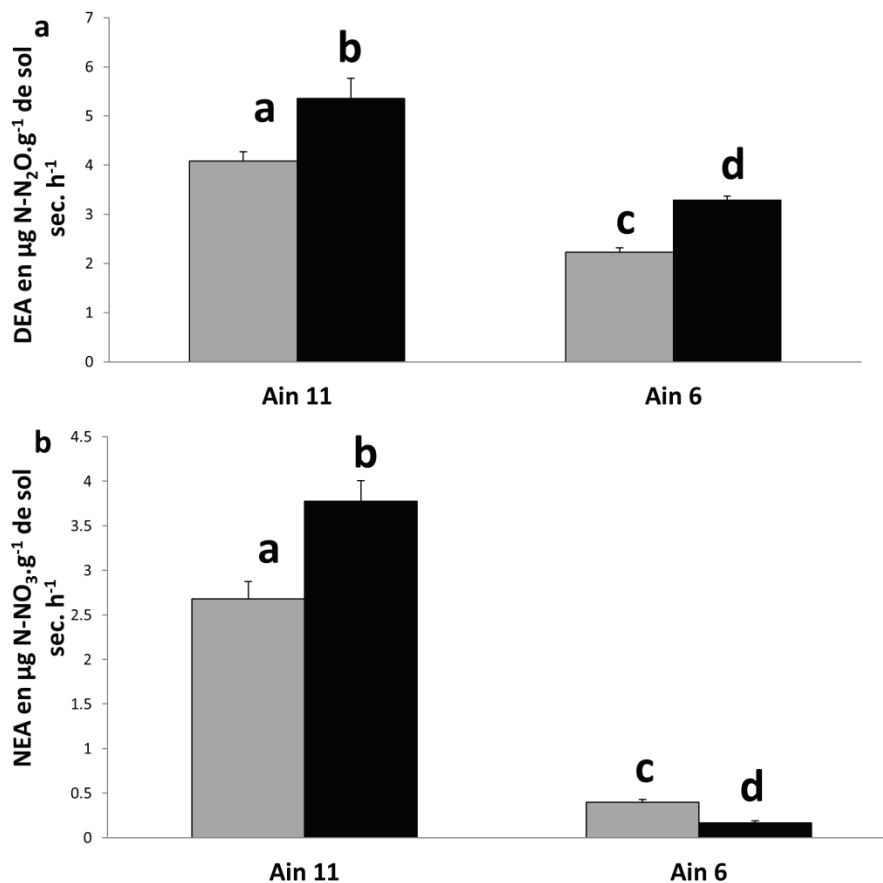 a
DEA en µg N-N₂O.g⁻¹ de sol
sec. h⁻¹
7
6
5
4
3
2
1
0
a
b
c
d
Ain 11
Ain 6
b
NEA en µg N-NO₃.g⁻¹ de sol
sec. h⁻¹
4.5
4
3.5
3
2.5
2
1.5
1
0.5
0
a
b
c
d
Ain 11
Ain 6